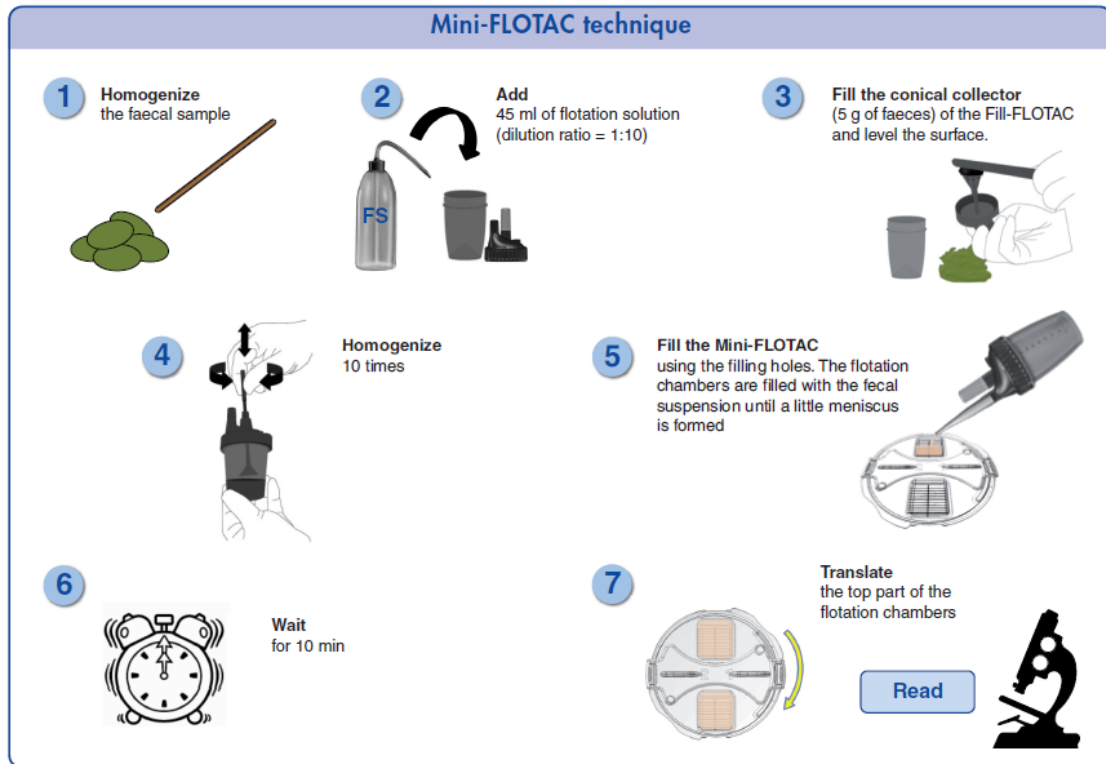 Mini-FLOTAC technique
1
Homogenize
the faecal sample
2
Add
45 ml of flotation solution
(dilution ratio = 1:10)
FS
3
Fill the conical collector
(5 g of faeces) of the Fill-FLOTAC
and level the surface.
4
Homogenize
10 times
5
Fill the Mini-FLOTAC
using the filling holes. The flotation
chambers are filled with the fecal
suspension until a little meniscus
is formed
6
Wait
for 10 min
7
Translate
the top part of the
flotation chambers
Read